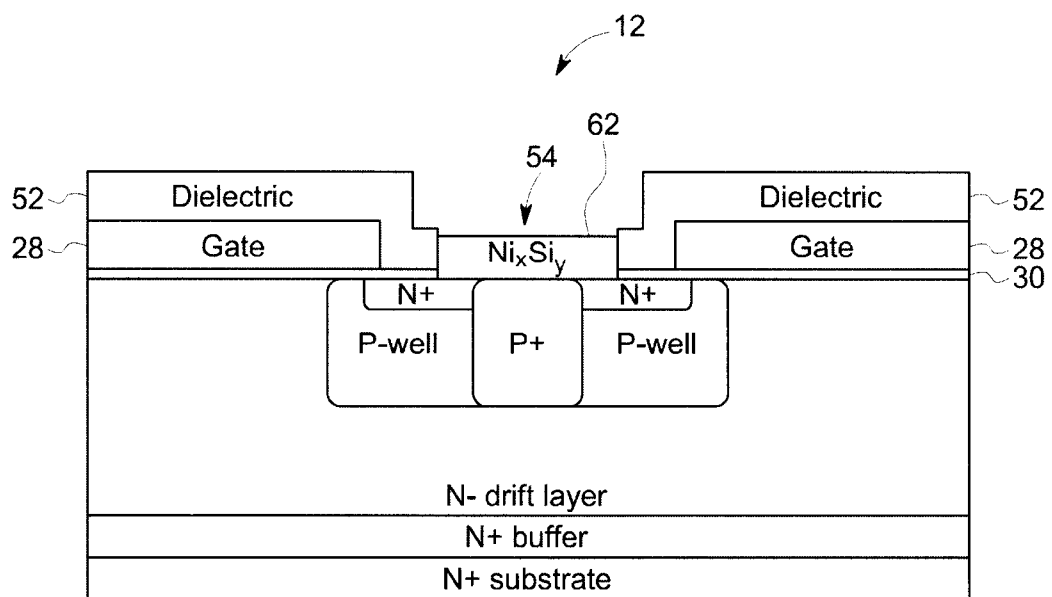 12
62
54
52 Dielectric Dielectric 52
28 Gate NixSiy Gate 28
30
N+ N+
P-well P+ P-well
N- drift layer
N+ buffer
N+ substrate